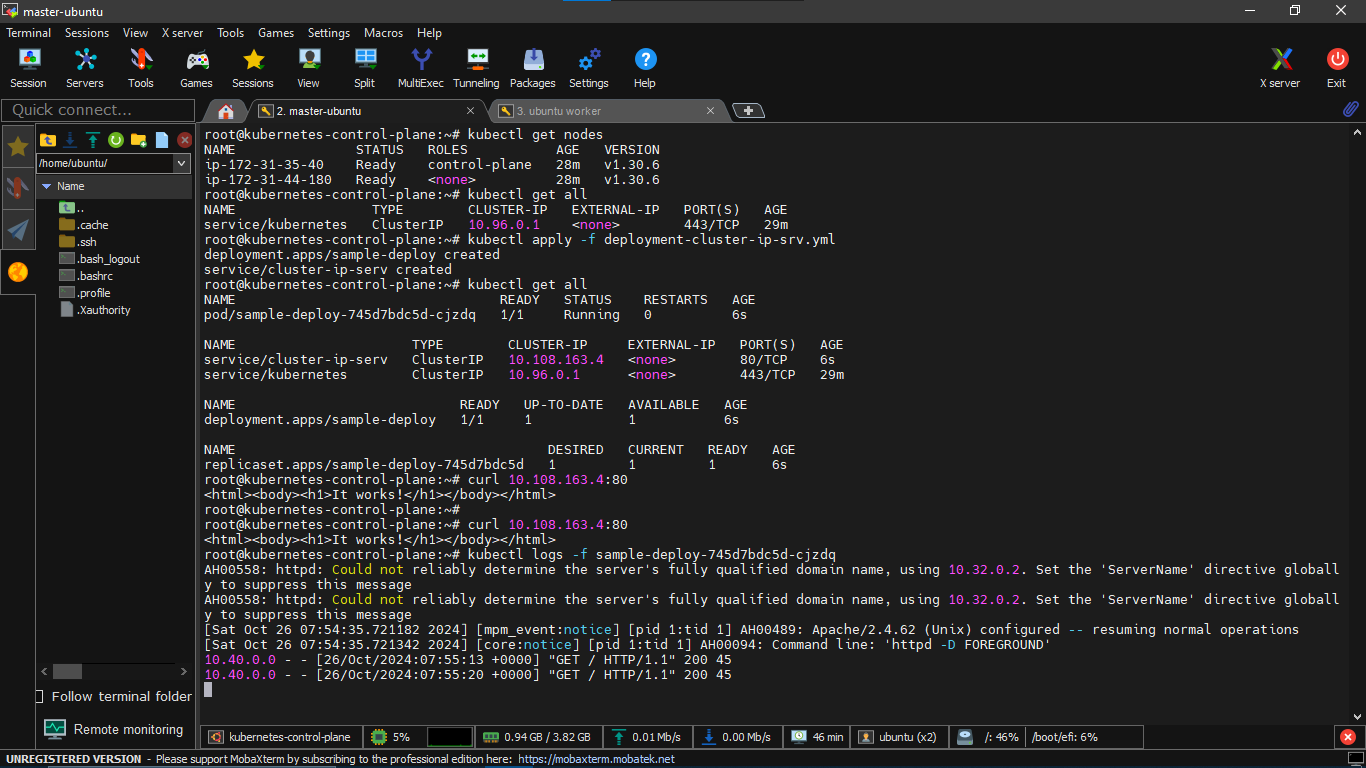 master-ubuntu
Terminal Sessions View X server Tools Games Settings Macros Help
Session Servers Tools Games Sessions View Split MultiExec Tunneling Packages Settings Help X server Exit
Quick connect...
2. master-ubuntu
3. ubuntu worker
/home/ubuntu/
Name
..
.cache
.ssh
.bash_logout
.bashrc
.profile
.Xauthority
root@kubernetes-control-plane:~# kubectl get nodes
NAME STATUS ROLES AGE VERSION
ip-172-31-35-40 Ready control-plane 28m v1.30.6
ip-172-31-44-180 Ready <none> 28m v1.30.6
root@kubernetes-control-plane:~# kubectl get all
NAME TYPE CLUSTER-IP EXTERNAL-IP PORT(S) AGE
service/kubernetes ClusterIP 10.96.0.1 <none> 443/TCP 29m
root@kubernetes-control-plane:~# kubectl apply -f deployment-cluster-ip-srv.yml
deployment.apps/sample-deploy created
service/cluster-ip-serv created
root@kubernetes-control-plane:~# kubectl get all
NAME READY STATUS RESTARTS AGE
pod/sample-deploy-745d7bdc5d-cjzdq 1/1 Running 0 6s
NAME TYPE CLUSTER-IP EXTERNAL-IP PORT(S) AGE
service/cluster-ip-serv ClusterIP 10.108.163.4 <none> 80/TCP 6s
service/kubernetes ClusterIP 10.96.0.1 <none> 443/TCP 29m
NAME READY UP-TO-DATE AVAILABLE AGE
deployment.apps/sample-deploy 1/1 1 1 6s
NAME DESIRED CURRENT READY AGE
replicaset.apps/sample-deploy-745d7bdc5d 1 1 1 6s
root@kubernetes-control-plane:~# curl 10.108.163.4:80
<html><body><h1>It works!</h1></body></html>
root@kubernetes-control-plane:~#
root@kubernetes-control-plane:~# curl 10.108.163.4:80
<html><body><h1>It works!</h1></body></html>
root@kubernetes-control-plane:~# kubectl logs -f sample-deploy-745d7bdc5d-cjzdq
AH00558: httpd: Could not reliably determine the server's fully qualified domain name, using 10.32.0.2. Set the 'ServerName' directive globall
y to suppress this message
AH00558: httpd: Could not reliably determine the server's fully qualified domain name, using 10.32.0.2. Set the 'ServerName' directive globall
y to suppress this message
[Sat Oct 26 07:54:35.721182 2024] [mpm_event:notice] [pid 1:tid 1] AH00489: Apache/2.4.62 (Unix) configured -- resuming normal operations
[Sat Oct 26 07:54:35.721342 2024] [core:notice] [pid 1:tid 1] AH00094: Command line: 'httpd -D FOREGROUND'
10.40.0.0 - - [26/Oct/2024:07:55:13 +0000] "GET / HTTP/1.1" 200 45
10.40.0.0 - - [26/Oct/2024:07:55:20 +0000] "GET / HTTP/1.1" 200 45
Follow terminal folder
Remote monitoring
kubernetes-control-plane 5% 0.94 GB / 3.82 GB 0.01 Mb/s 0.00 Mb/s 46 min ubuntu (x2) /: 46% /boot/efi: 6%
UNREGISTERED VERSION - Please support MobaXterm by subscribing to the professional edition here: https://mobaxterm.mobatek.net